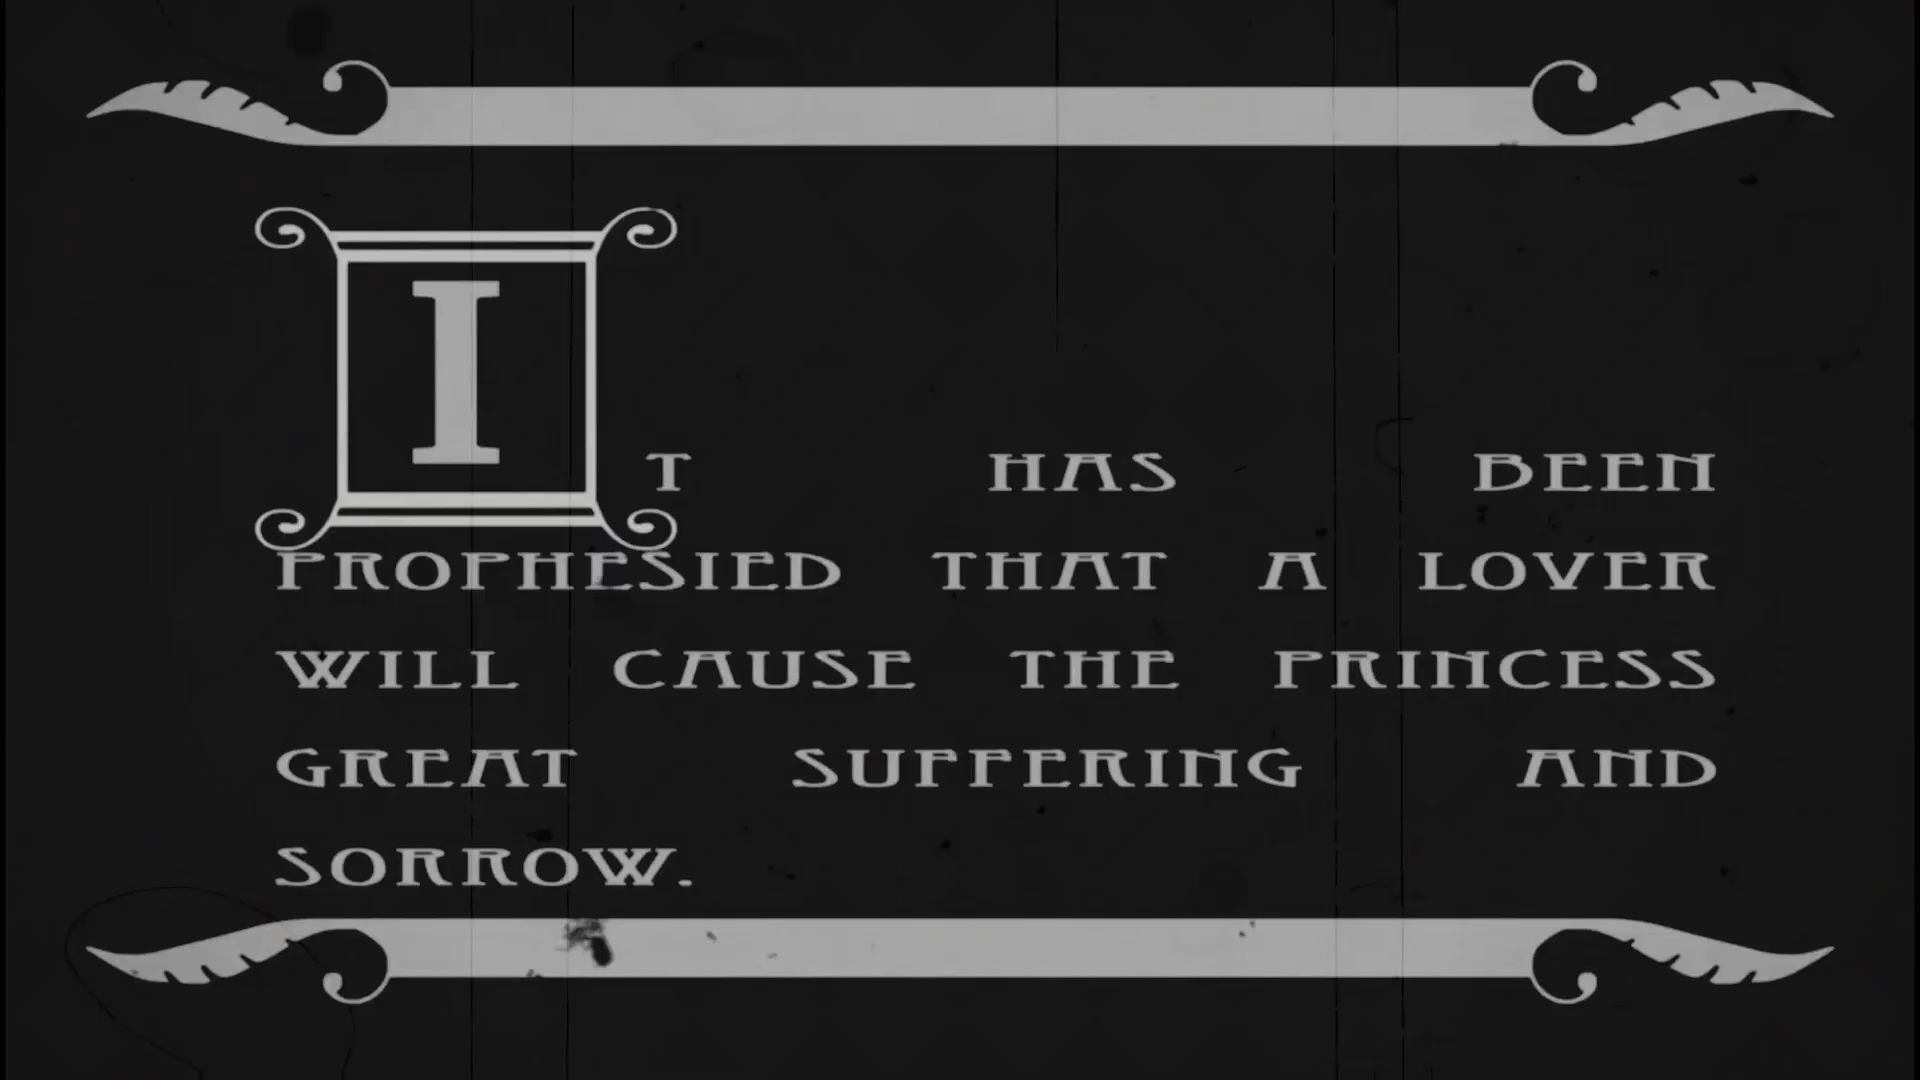 IT HAS BEEN
PROPHESIED THAT A LOVER
WILL CAUSE THE PRINCESS
GREAT SUFFERING AND
SORROW.